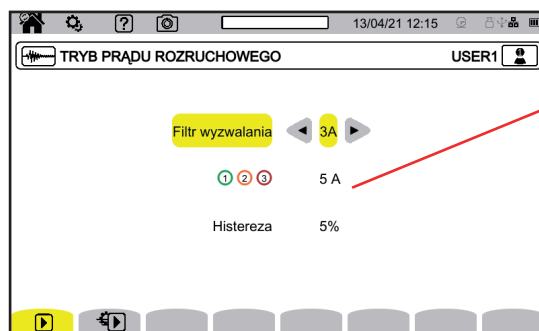 13/04/21 12:15
TRYB PRĄDU ROZRUCHOWEGO USER1
Filtr wyzwalania 3A
1 2 3 5 A
Histereza 5%